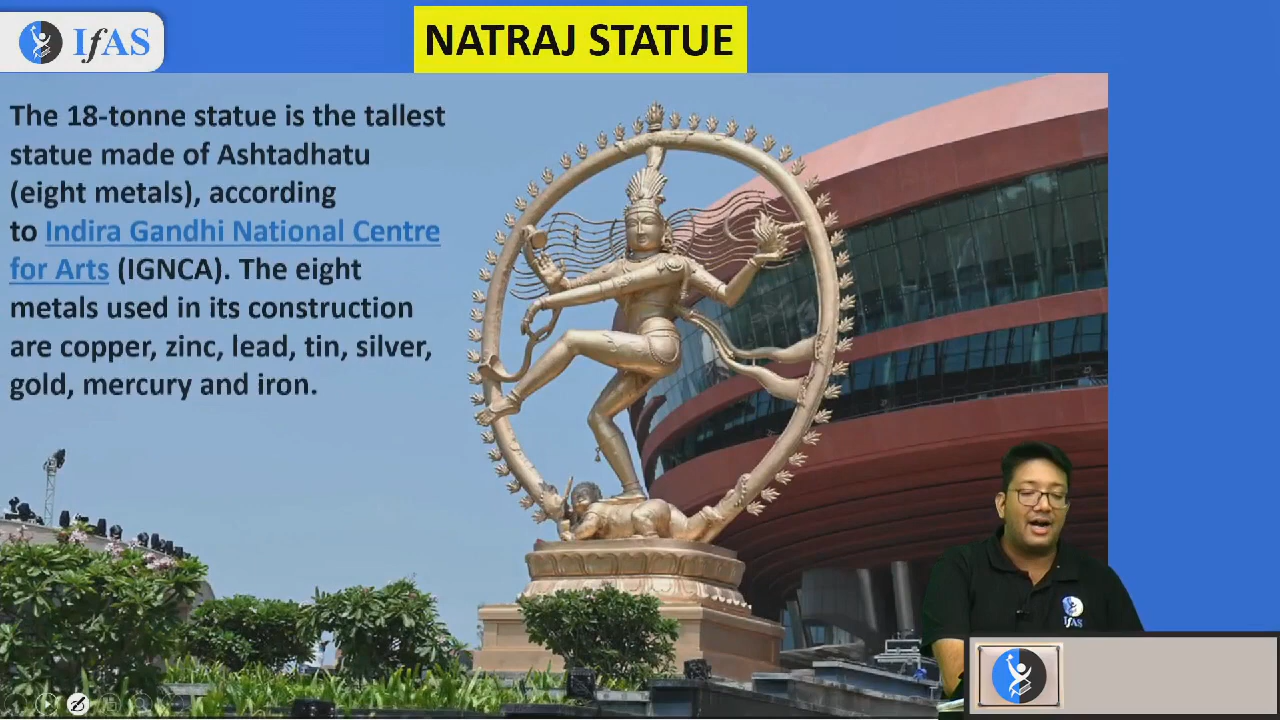 IfAS
NATRAJ STATUE
The 18-tonne statue is the tallest
statue made of Ashtadhatu
(eight metals), according
to Indira Gandhi National Centre
for Arts (IGNCA). The eight
metals used in its construction
are copper, zinc, lead, tin, silver,
gold, mercury and iron.
IfAS